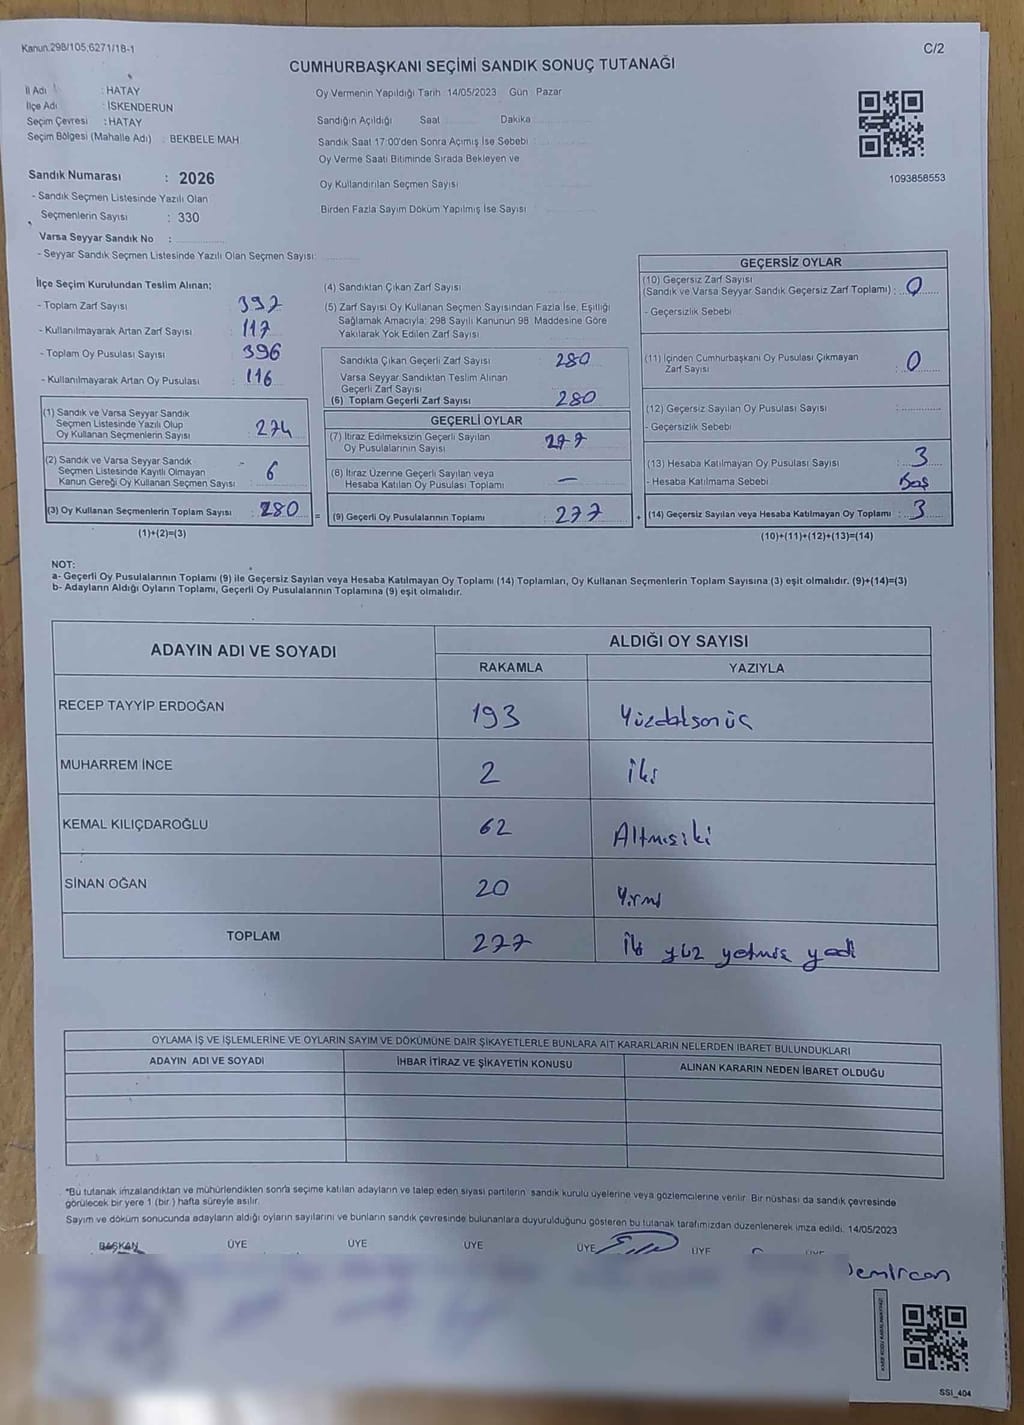 Kanun.298/105;6271/18-1
C/2
CUMHURBAŞKANI SEÇİMİ SANDIK SONUÇ TUTANAĞI
İl Adı : HATAY
İlçe Adı : İSKENDERUN
Seçim Çevresi : HATAY
Seçim Bölgesi (Mahalle Adı) : BEKBELE MAH
Sandık Numarası : 2026
- Sandık Seçmen Listesinde Yazılı Olan
Seçmenlerin Sayısı : 330
Varsa Seyyar Sandık No :
- Seyyar Sandık Seçmen Listesinde Yazılı Olan Seçmen Sayısı:
Oy Vermenin Yapıldığı Tarih :14/05/2023 Gün : Pazar
Sandığın Açıldığı Saat Dakika
Sandık Saat 17:00'den Sonra Açımış İse Sebebi
Oy Verme Saati Bitiminde Sırada Bekleyen ve
Oy Kullandırılan Seçmen Sayısı
Birden Fazla Sayım Döküm Yapılmış İse Sayısı
1093858553
İlçe Seçim Kurulundan Teslim Alınan:
- Toplam Zarf Sayısı : 397
- Kullanılmayarak Artan Zarf Sayısı : 117
- Toplam Oy Pusulası Sayısı : 396
- Kullanılmayarak Artan Oy Pusulası : 116
(1) Sandık ve Varsa Seyyar Sandık
Seçmen Listesinde Yazılı Olup
Oy Kullanan Seçmenlerin Sayısı : 274
(2) Sandık ve Varsa Seyyar Sandık
Seçmen Listesinde Kayıtlı Olmayan
Kanun Gereği Oy Kullanan Seçmen Sayısı : 6
(3) Oy Kullanan Seçmenlerin Toplam Sayısı : 280
(1)+(2)=(3)
(4) Sandıktan Çıkan Zarf Sayısı
(5) Zarf Sayısı Oy Kullanan Seçmen Sayısından Fazla İse, Eşitliği
Sağlamak Amacıyla; 298 Sayılı Kanunun 98. Maddesine Göre
Yakılarak Yok Edilen Zarf Sayısı
Sandıkta Çıkan Geçerli Zarf Sayısı 280
Varsa Seyyar Sandıktan Teslim Alınan
Geçerli Zarf Sayısı
(6) Toplam Geçerli Zarf Sayısı 280
GEÇERLİ OYLAR
(7) İtiraz Edilmeksizin Geçerli Sayılan
Oy Pusulalarının Sayısı 277
(8) İtiraz Üzerine Geçerli Sayılan veya
Hesaba Katılan Oy Pusulası Toplamı —
= (9) Geçerli Oy Pusulalarının Toplamı 277 +
GEÇERSİZ OYLAR
(10) Geçersiz Zarf Sayısı
(Sandık ve Varsa Seyyar Sandık Geçersiz Zarf Toplamı) : 0
- Geçersizlik Sebebi
(11) İçinden Cumhurbaşkanı Oy Pusulası Çıkmayan
Zarf Sayısı : 0
(12) Geçersiz Sayılan Oy Pusulası Sayısı :
- Geçersizlik Sebebi
(13) Hesaba Katılmayan Oy Pusulası Sayısı : 3
- Hesaba Katılmama Sebebi Boş
(14) Geçersiz Sayılan veya Hesaba Katılmayan Oy Toplamı : 3
(10)+(11)+(12)+(13)=(14)
NOT:
a- Geçerli Oy Pusulalarının Toplamı (9) ile Geçersiz Sayılan veya Hesaba Katılmayan Oy Toplamı (14) Toplamları, Oy Kullanan Seçmenlerin Toplam Sayısına (3) eşit olmalıdır. (9)+(14)=(3)
b- Adayların Aldığı Oyların Toplamı, Geçerli Oy Pusulalarının Toplamına (9) eşit olmalıdır.
ADAYIN ADI VE SOYADI ALDIĞI OY SAYISI
RAKAMLA YAZIYLA
RECEP TAYYİP ERDOĞAN 193 Yüzdoksanüç
MUHARREM İNCE 2 iki
KEMAL KILIÇDAROĞLU 62 Altmışiki
SİNAN OĞAN 20 Yirmi
TOPLAM 277 İki yüz yetmiş yedi
OYLAMA İŞ VE İŞLEMLERİNE VE OYLARIN SAYIM VE DÖKÜMÜNE DAİR ŞİKAYETLERLE BUNLARA AİT KARARLARIN NELERDEN İBARET BULUNDUKLARI
ADAYIN ADI VE SOYADI İHBAR İTİRAZ VE ŞİKAYETİN KONUSU ALINAN KARARIN NEDEN İBARET OLDUĞU
*Bu tutanak imzalandıktan ve mühürlendikten sonra seçime katılan adayların ve talep eden siyasi partilerin sandık kurulu üyelerine veya gözlemcilerine verilir. Bir nüshası da sandık çevresinde
görülecek bir yere 1 (bir ) hafta süreyle asılır.
Sayım ve döküm sonucunda adayların aldığı oyların sayılarını ve bunların sandık çevresinde bulunanlara duyurulduğunu gösteren bu tutanak tarafımızdan düzenlenerek imza edildi. 14/05/2023
BAŞKAN ÜYE ÜYE ÜYE ÜYE ÜYE
Demircan
SSI_404